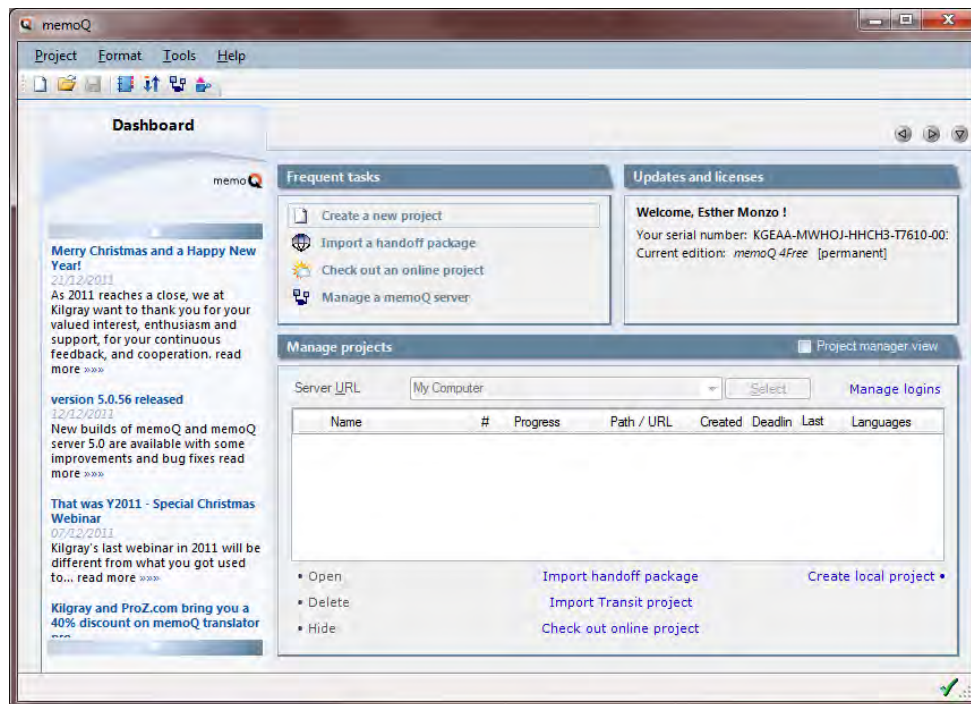 memoQ
Project Format Tools Help
Dashboard
memoQ
Merry Christmas and a Happy New
Year!
21/12/2011
As 2011 reaches a close, we at
Kilgray want to thank you for your
valued interest, enthusiasm and
support, for your continuous
feedback, and cooperation. read
more »»»
version 5.0.56 released
12/12/2011
New builds of memoQ and memoQ
server 5.0 are available with some
improvements and bug fixes read
more »»»
That was Y2011 - Special Christmas
Webinar
07/12/2011
Kilgray's last webinar in 2011 will be
different from what you got used
to... read more »»»
Kilgray and ProZ.com bring you a
40% discount on memoQ translator
Frequent tasks
Create a new project
Import a handoff package
Check out an online project
Manage a memoQ server
Updates and licenses
Welcome, Esther Monzo !
Your serial number: KGEAA-MWHOJ-HHCH3-T7610-00:
Current edition: memoQ 4Free [permanent]
Manage projects
Project manager view
Server URL My Computer Select Manage logins
Name # Progress Path / URL Created Deadlin Last Languages
• Open Import handoff package Create local project •
• Delete Import Transit project
• Hide Check out online project